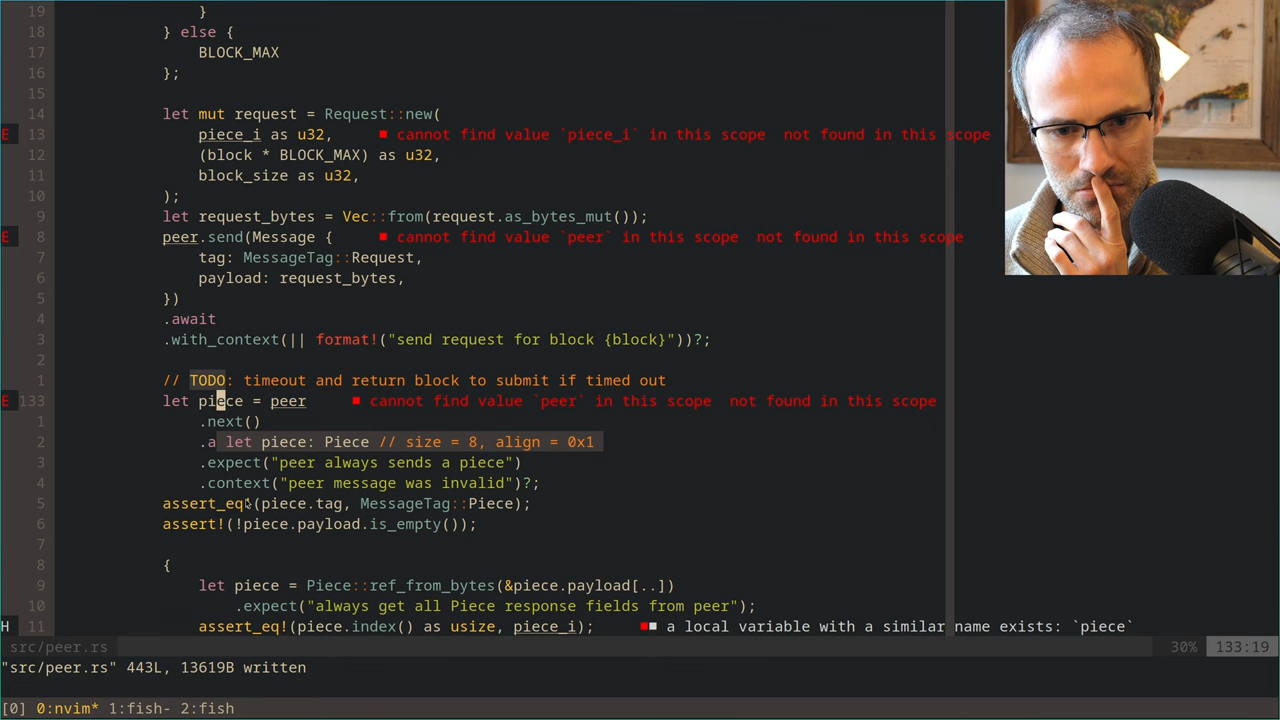 19 }
18 } else {
17 BLOCK_MAX
16 };
15
14 let mut request = Request::new(
E 13 piece_i as u32, ■ cannot find value `piece_i` in this scope not found in this scope
12 (block * BLOCK_MAX) as u32,
11 block_size as u32,
10 );
9 let request_bytes = Vec::from(request.as_bytes_mut());
E 8 peer.send(Message { ■ cannot find value `peer` in this scope not found in this scope
7 tag: MessageTag::Request,
6 payload: request_bytes,
5 })
4 .await
3 .with_context(|| format!("send request for block {block}"))?;
2
1 // TODO: timeout and return block to submit if timed out
E 133 let piece = peer ■ cannot find value `peer` in this scope not found in this scope
1 .next()
2 .a let piece: Piece // size = 8, align = 0x1
3 .expect("peer always sends a piece")
4 .context("peer message was invalid")?;
5 assert_eq!(piece.tag, MessageTag::Piece);
6 assert!(!piece.payload.is_empty());
7
8 {
9 let piece = Piece::ref_from_bytes(&piece.payload[..])
10 .expect("always get all Piece response fields from peer");
H 11 assert_eq!(piece.index() as usize, piece_i); ■■ a local variable with a similar name exists: `piece`
src/peer.rs 30% 133:19
"src/peer.rs" 443L, 13619B written
[0] 0:nvim* 1:fish- 2:fish